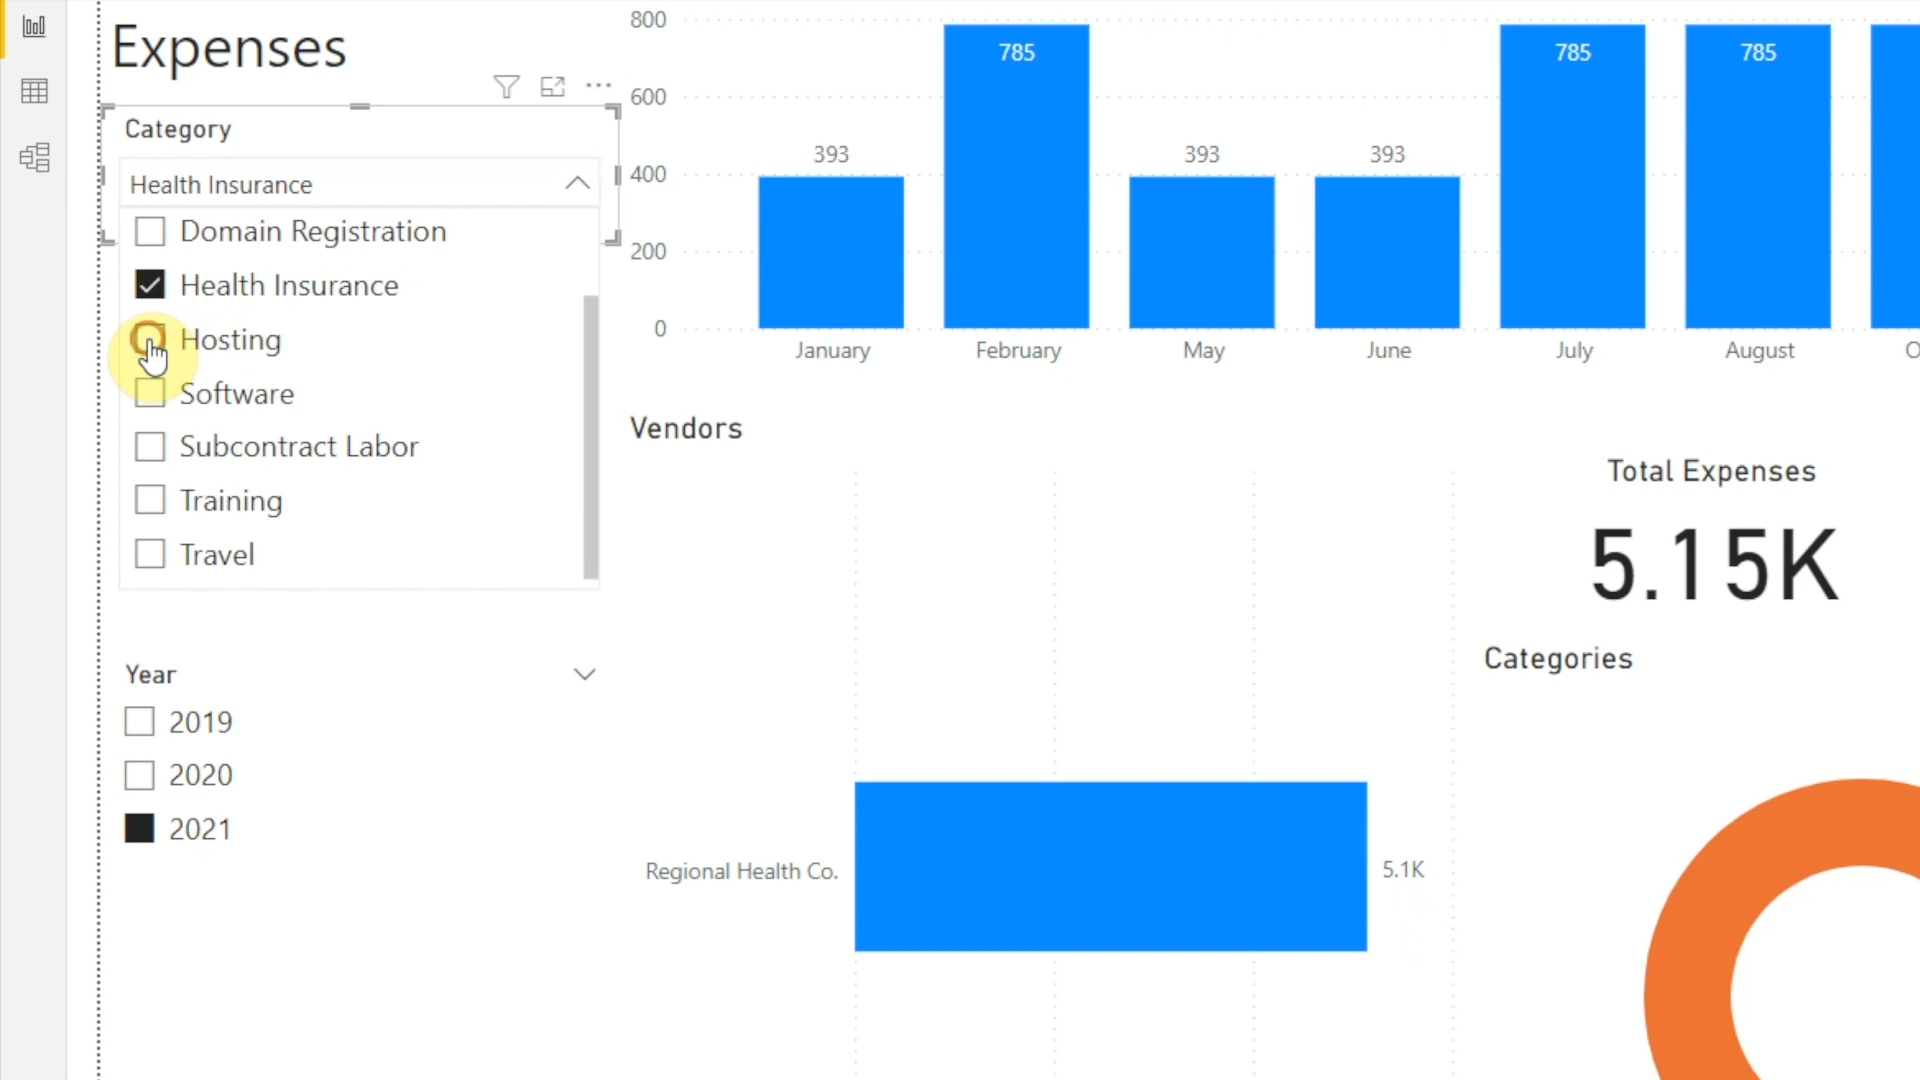 Expenses
Category
Health Insurance
Domain Registration
Health Insurance
Hosting
Software
Subcontract Labor
Training
Travel
Year
2019
2020
2021
800
600
400
200
0
393
785
393
393
785
785
January
February
May
June
July
August
Vendors
Regional Health Co.
5.1K
Total Expenses
5.15K
Categories